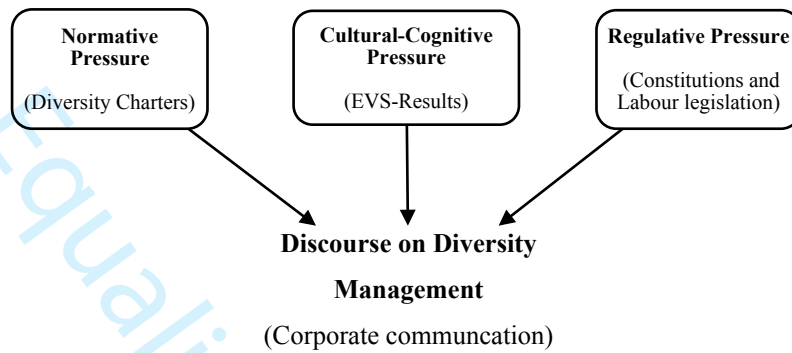 Normative
Pressure
(Diversity Charters)
Cultural-Cognitive
Pressure
(EVS-Results)
Regulative Pressure
(Constitutions and
Labour legislation)
Discourse on Diversity
Management
(Corporate communcation)
Equali